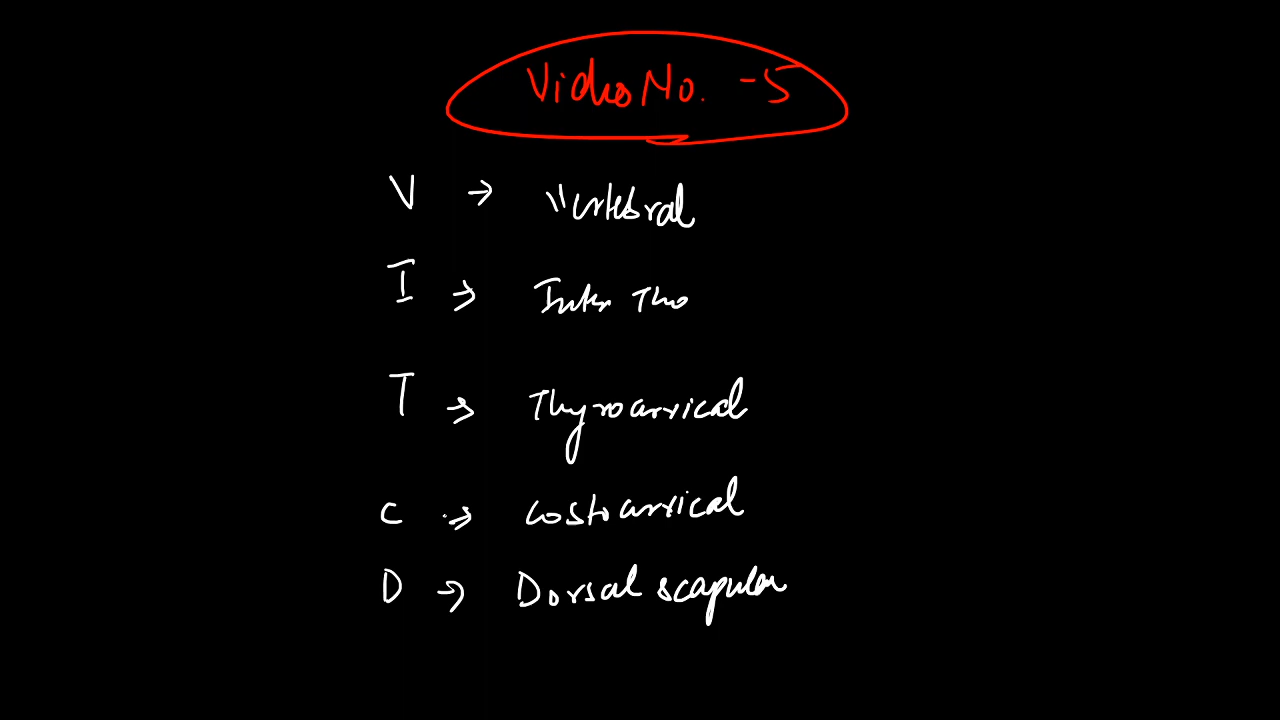 Video No. -5
V → Vertebral
I → Inter Tho
T → Thyrocervical
C → Costocervical
D → Dorsal scapular